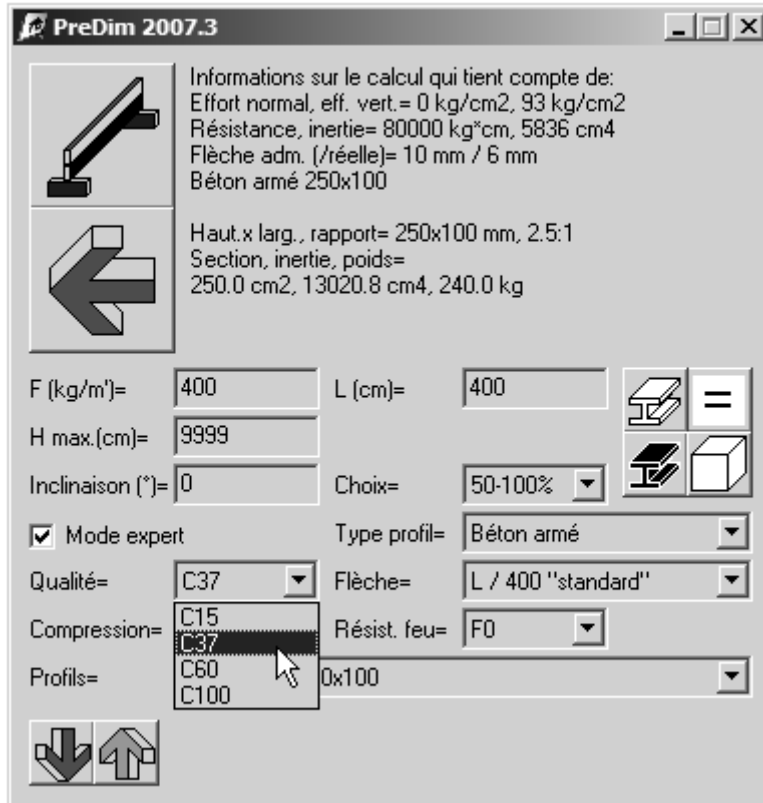 PreDim 2007.3
Informations sur le calcul qui tient compte de:
Effort normal, eff. vert.= 0 kg/cm2, 93 kg/cm2
Résistance, inertie= 80000 kg*cm, 5836 cm4
Flèche adm. (/réelle)= 10 mm / 6 mm
Béton armé 250x100
Haut.x larg., rapport= 250x100 mm, 2.5:1
Section, inertie, poids=
250.0 cm2, 13020.8 cm4, 240.0 kg
F (kg/m')= 400 L (cm)= 400
H max.(cm)= 9999
Inclinaison (°)= 0 Choix= 50-100%
Mode expert Type profil= Béton armé
Qualité= C37 Flèche= L / 400 "standard"
C15
Compression= C37 Résist. feu= F0
C60
Profils= 0x100
C100